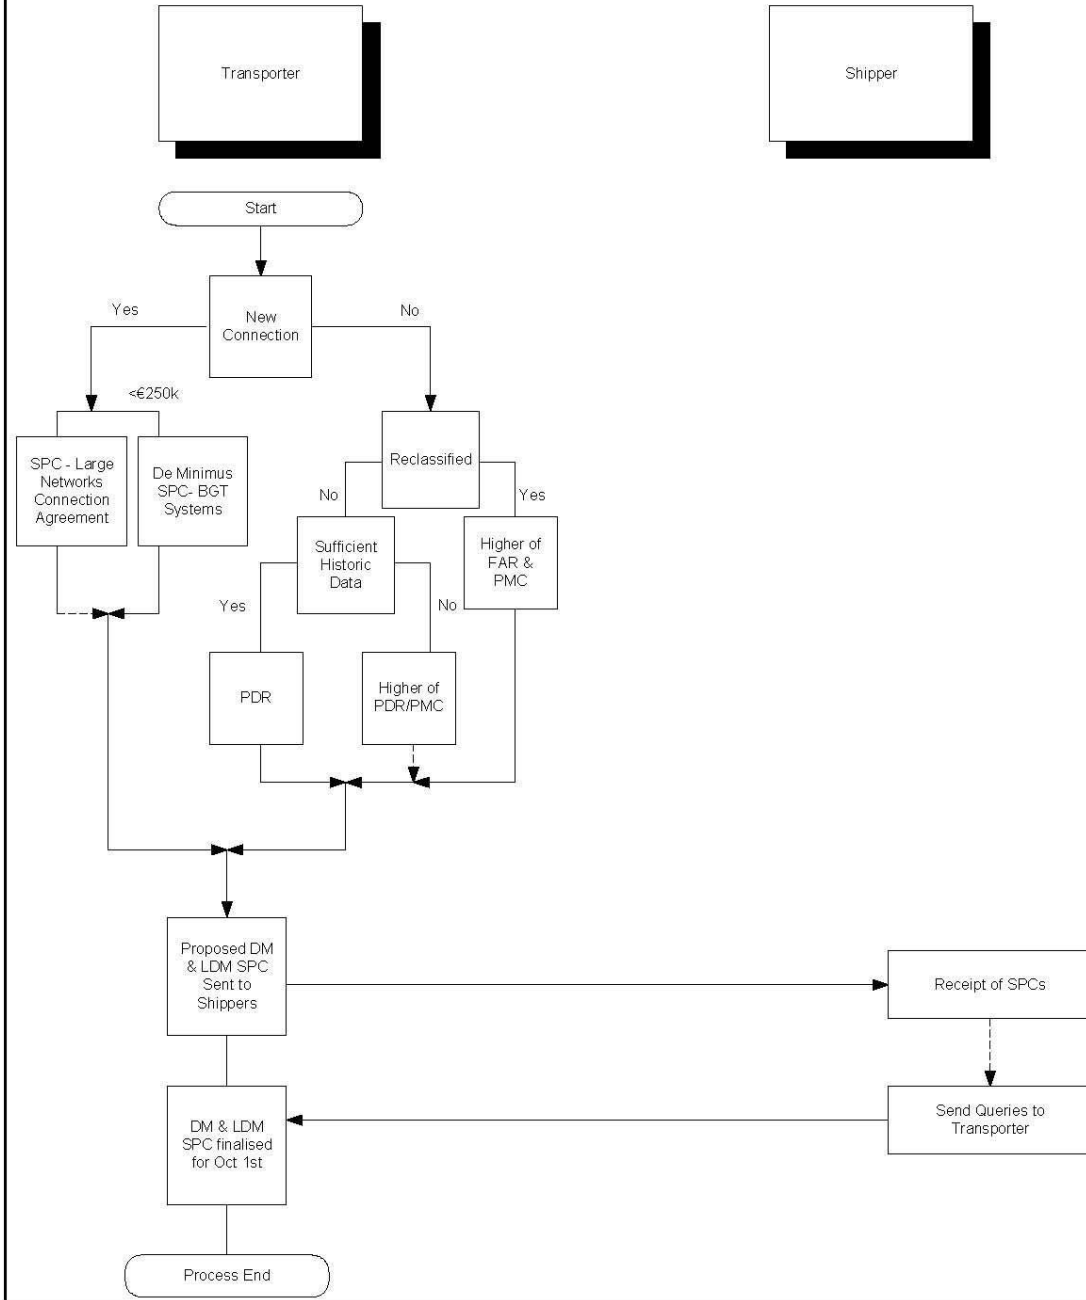 Transporter
Shipper
Start
Yes
New
Connection
No
<€250k
SPC - Large
Networks
Connection
Agreement
De Minimus
SPC- BGT
Systems
Reclassified
No
Yes
Sufficient
Historic
Data
Higher of
FAR &
PMC
Yes
No
PDR
Higher of
PDR/PMC
Proposed DM
& LDM SPC
Sent to
Shippers
Receipt of SPCs
Send Queries to
Transporter
DM & LDM
SPC finalised
for Oct 1st
Process End